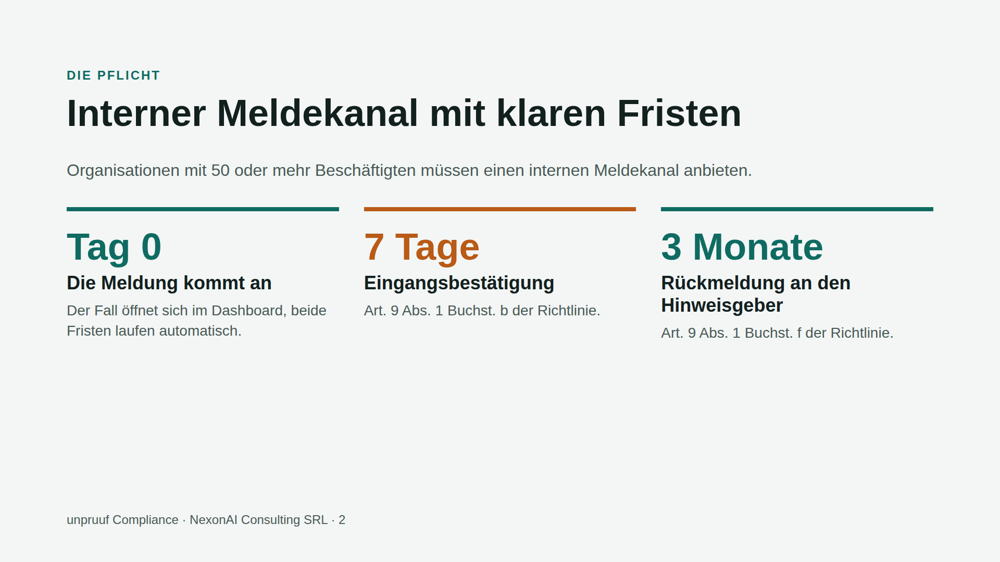 DIE PFLICHT
Interner Meldekanal mit klaren Fristen
Organisationen mit 50 oder mehr Beschäftigten müssen einen internen Meldekanal anbieten.
Tag 0
Die Meldung kommt an
Der Fall öffnet sich im Dashboard, beide
Fristen laufen automatisch.
7 Tage
Eingangsbestätigung
Art. 9 Abs. 1 Buchst. b der Richtlinie.
3 Monate
Rückmeldung an den
Hinweisgeber
Art. 9 Abs. 1 Buchst. f der Richtlinie.
unpruuf Compliance · NexonAI Consulting SRL · 2